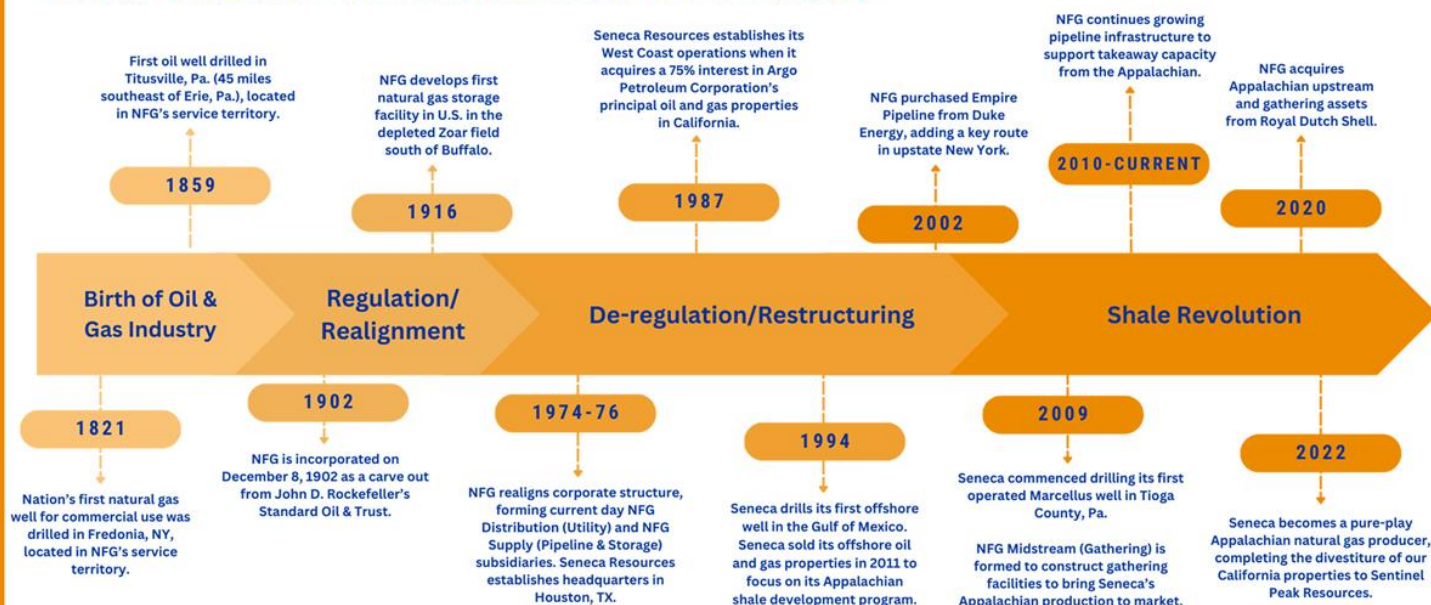 First oil well drilled in
Titusville, Pa. (45 miles
southeast of Erie, Pa.), located
in NFG's service territory.
1859
NFG develops first
natural gas storage
facility in U.S. in the
depleted Zoar field
south of Buffalo.
1916
Seneca Resources establishes its
West Coast operations when it
acquires a 75% interest in Argo
Petroleum Corporation's
principal oil and gas properties
in California.
1987
NFG purchased Empire
Pipeline from Duke
Energy, adding a key route
in upstate New York.
2002
NFG continues growing
pipeline infrastructure to
support takeaway capacity
from the Appalachian.
2010-CURRENT
NFG acquires
Appalachian upstream
and gathering assets
from Royal Dutch Shell.
2020
Birth of Oil &
Gas Industry
Regulation/
Realignment
De-regulation/Restructuring
Shale Revolution
1821
Nation's first natural gas
well for commercial use was
drilled in Fredonia, NY,
located in NFG's service
territory.
1902
NFG is incorporated on
December 8, 1902 as a carve out
from John D. Rockefeller's
Standard Oil & Trust.
1974-76
NFG realigns corporate structure,
forming current day NFG
Distribution (Utility) and NFG
Supply (Pipeline & Storage)
subsidiaries. Seneca Resources
establishes headquarters in
Houston, TX.
1994
Seneca drills its first offshore
well in the Gulf of Mexico.
Seneca sold its offshore oil
and gas properties in 2011 to
focus on its Appalachian
shale development program.
2009
Seneca commenced drilling its first
operated Marcellus well in Tioga
County, Pa.
NFG Midstream (Gathering) is
formed to construct gathering
facilities to bring Seneca's
Appalachian production to market.
2022
Seneca becomes a pure-play
Appalachian natural gas producer,
completing the divestiture of our
California properties to Sentinel
Peak Resources.